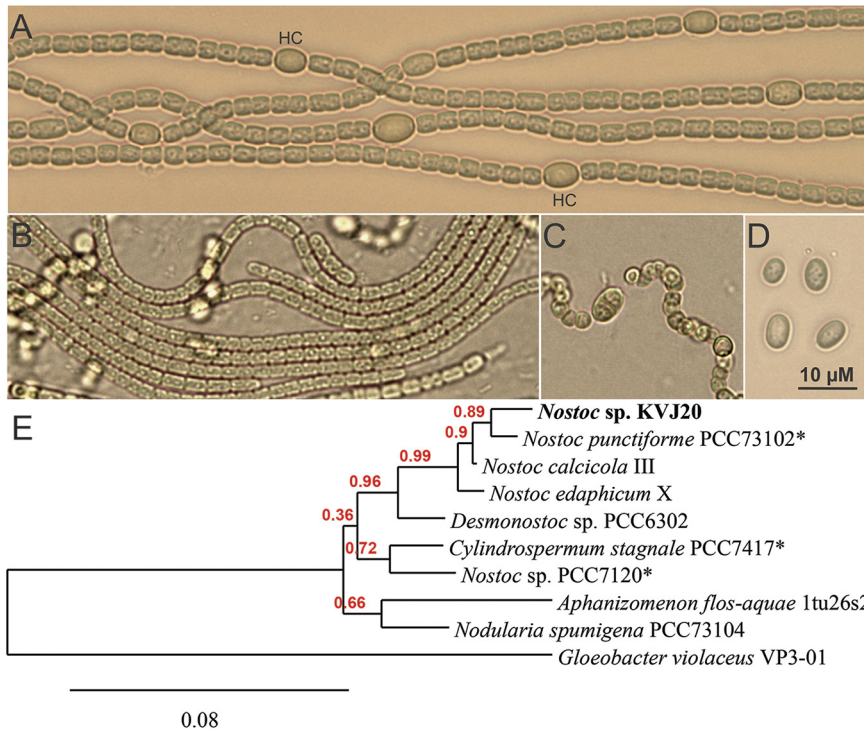 A
HC
HC
B
C
D
10 µM
E
0.89
Nostoc sp. KVJ20
0.9
Nostoc punctiforme PCC73102*
0.99
Nostoc calcicola III
0.96
Nostoc edaphicum X
0.36
Desmonostoc sp. PCC6302
0.72
Cylindrospermum stagnale PCC7417*
Nostoc sp. PCC7120*
0.66
Aphanizomenon flos-aquae 1tu26s2
Nodularia spumigena PCC73104
Gloeobacter violaceus VP3-01
0.08